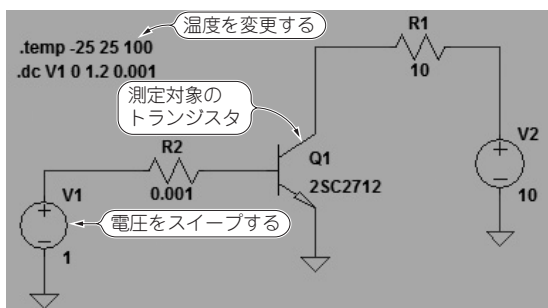 温度を変更する
.temp -25 25 100
.dc V1 0 1.2 0.001
R1
10
測定対象の
トランジスタ
R2
0.001
Q1
2SC2712
V2
10
V1
電圧をスイープする
1